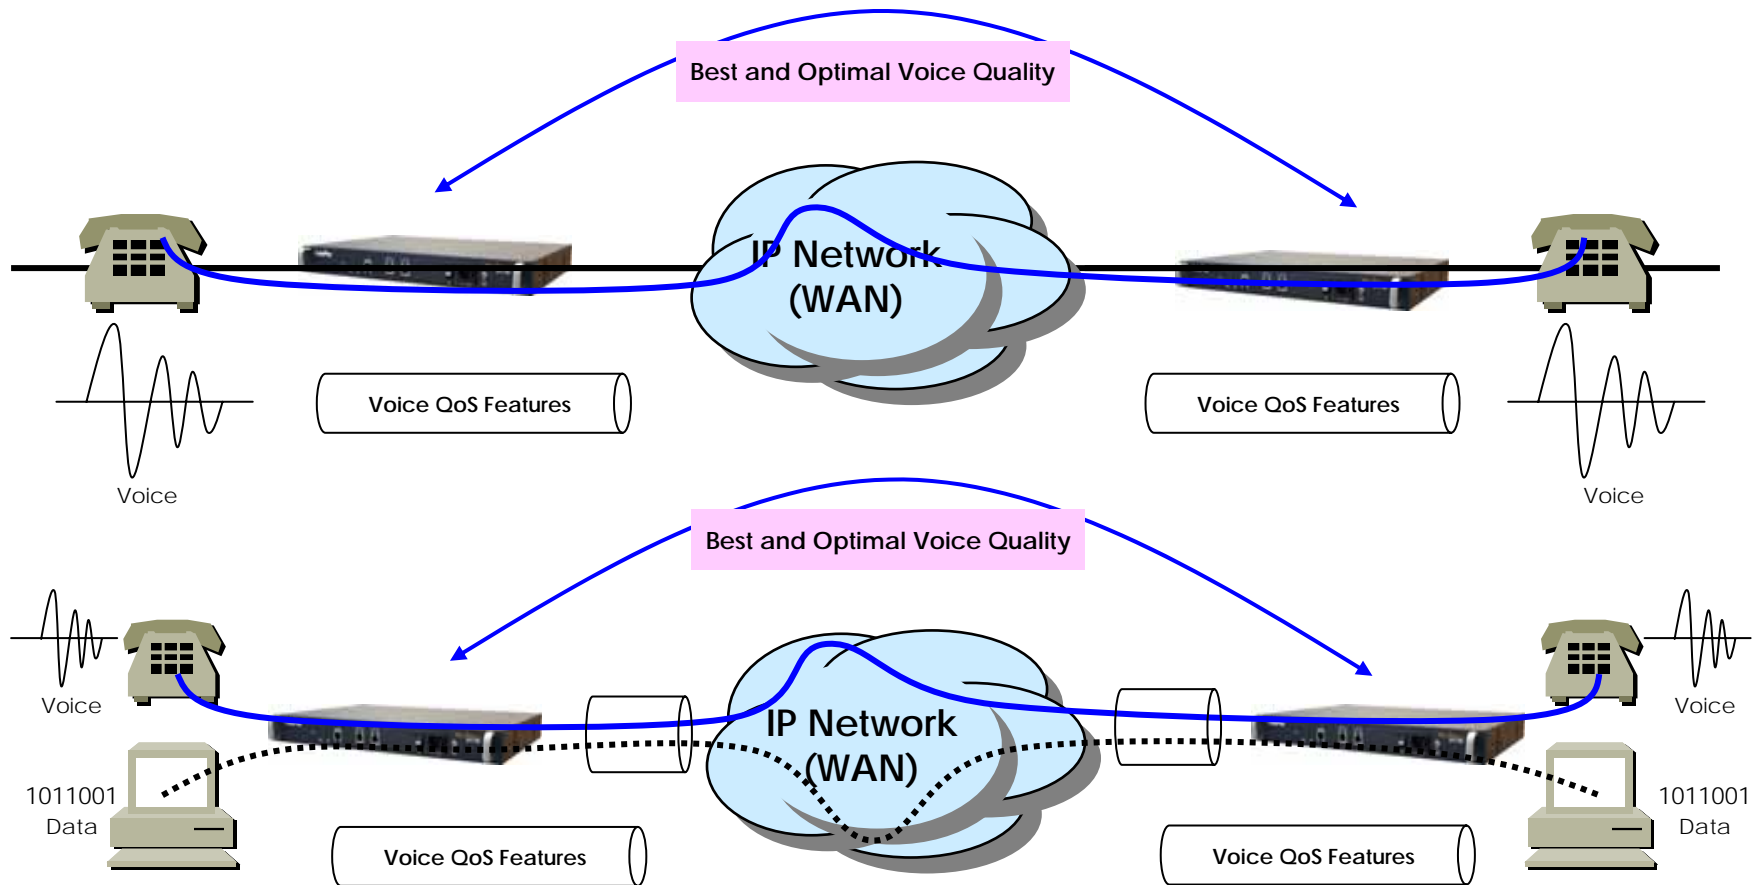 Best and Optimal Voice Quality
IP Network
(WAN)
Voice QoS Features
Voice QoS Features
Voice
Voice
Best and Optimal Voice Quality
Voice
Voice
IP Network
(WAN)
1011001
Data
1011001
Data
Voice QoS Features
Voice QoS Features